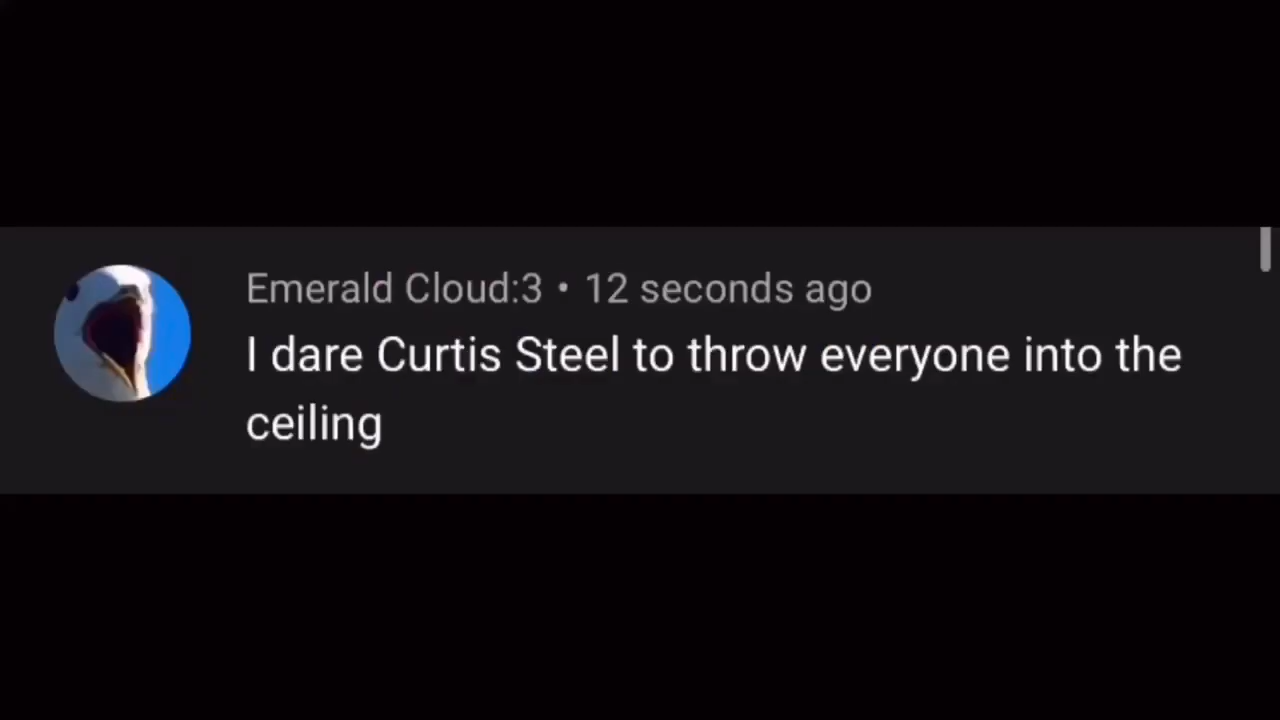 Emerald Cloud:3 • 12 seconds ago
I dare Curtis Steel to throw everyone into the
ceiling